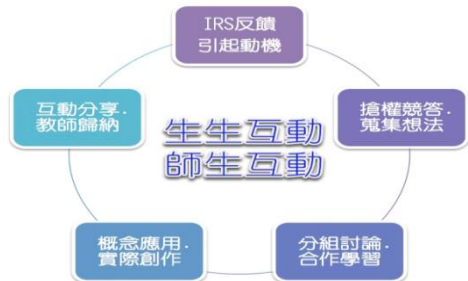 IRS反饋
引起動機
搶權競答.
蒐集想法
分組討論.
合作學習
概念應用.
實際創作
互動分享.
教師歸納
生生互動
師生互動